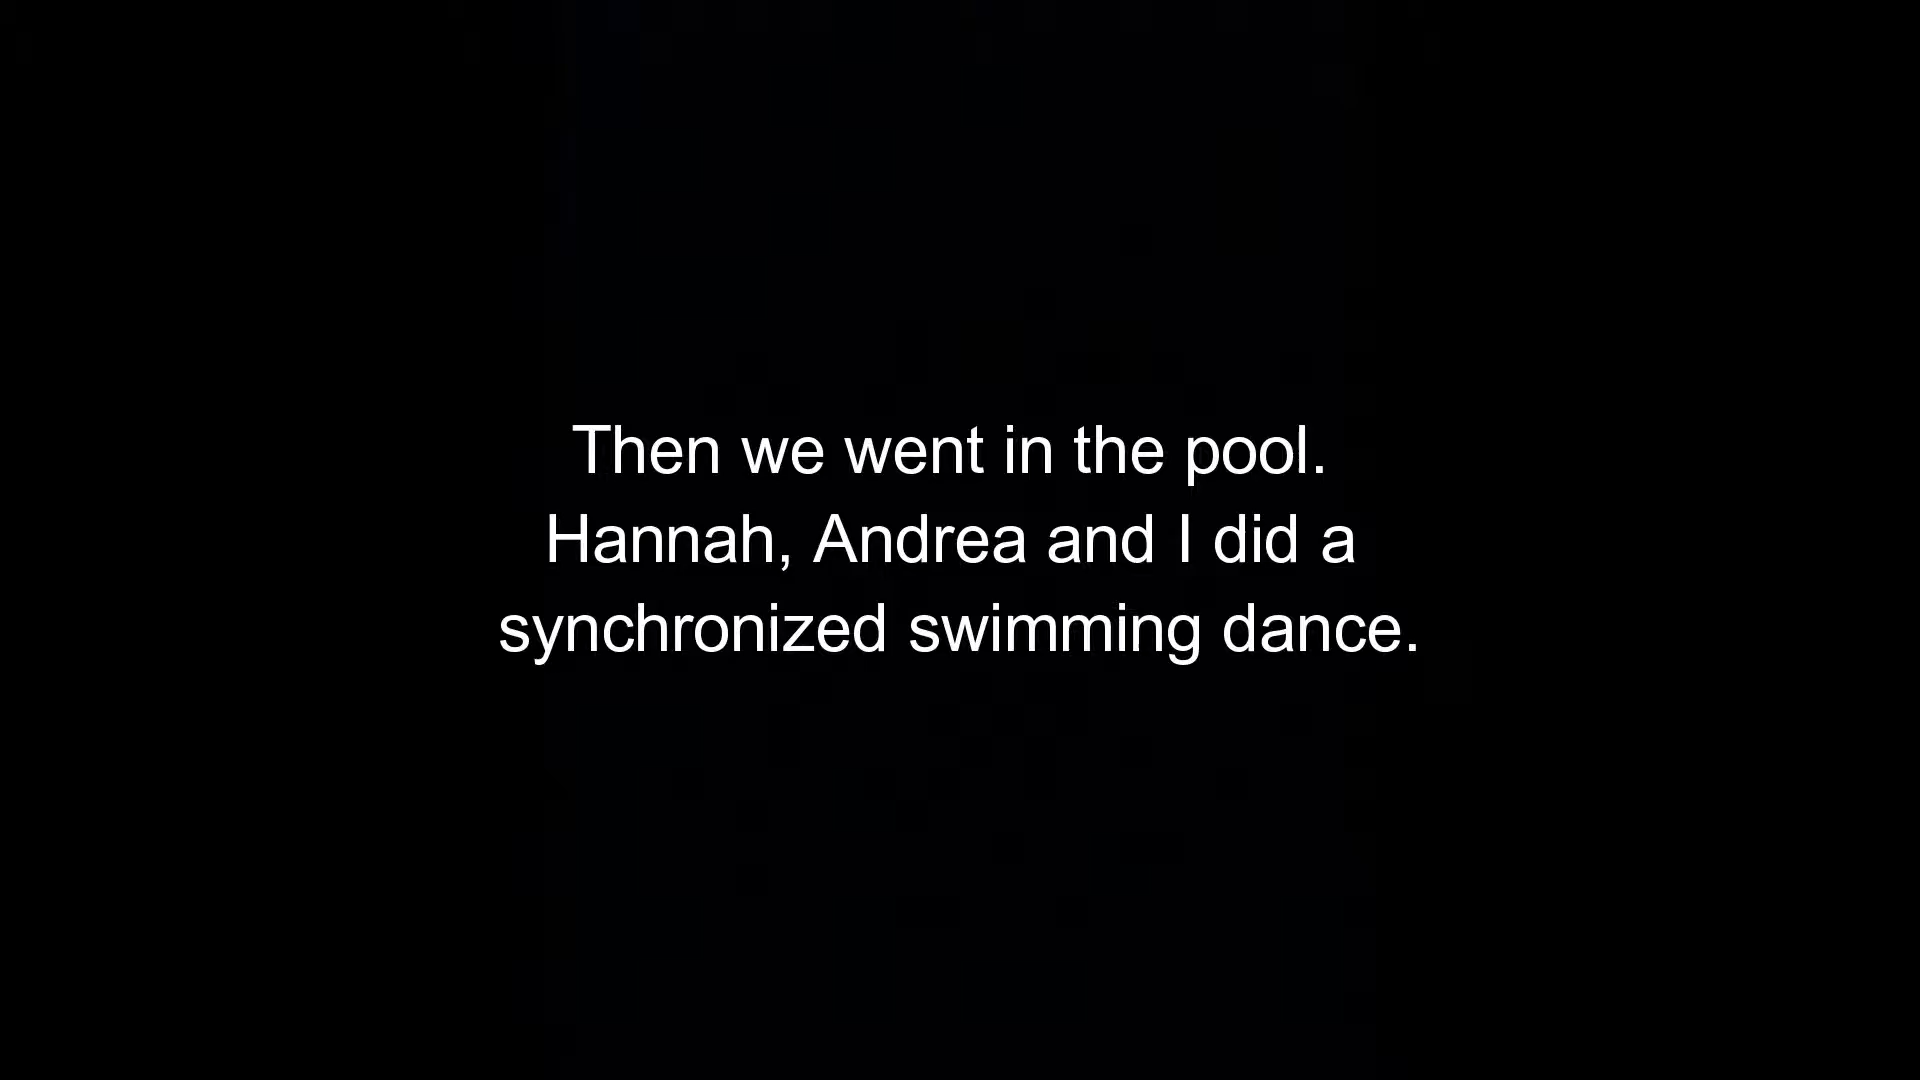 Then we went in the pool.
Hannah, Andrea and I did a
synchronized swimming dance.